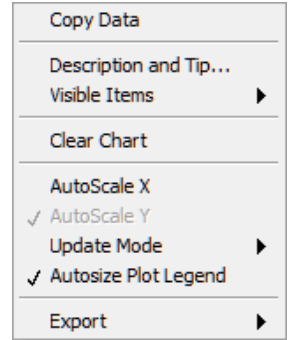 Copy Data
Description and Tip...
Visible Items
Clear Chart
AutoScale X
AutoScale Y
Update Mode
Autosize Plot Legend
Export